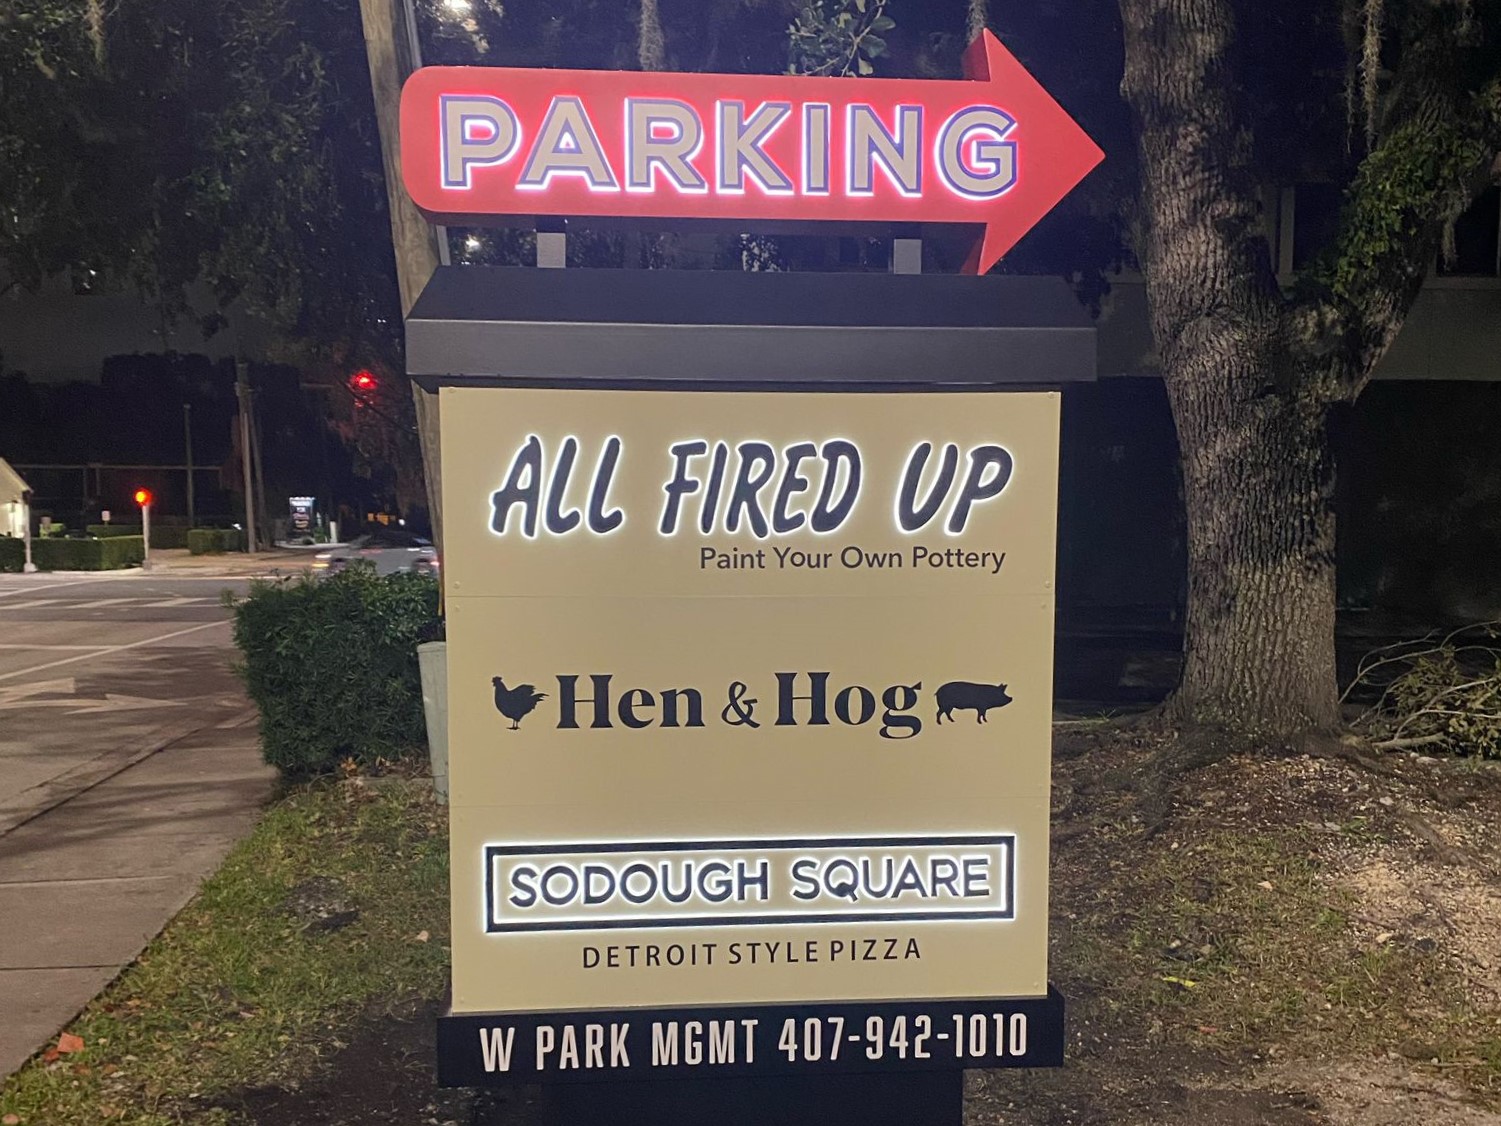 PARKING
ALL FIRED UP
Paint Your Own Pottery
Hen & Hog
SODOUGH SQUARE
DETROIT STYLE PIZZA
W PARK MGMT 407-942-1010